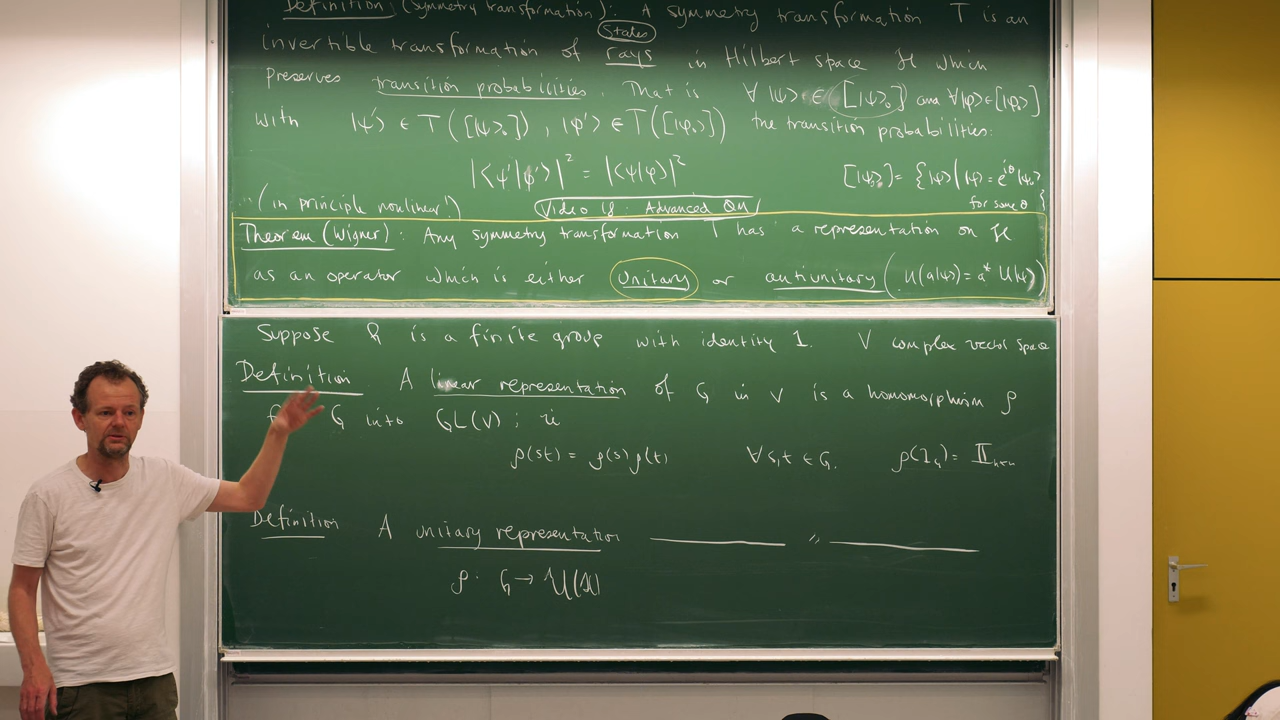 Definition (Symmetry transformation): A symmetry transformation T is an
States
invertible transformation of rays in Hilbert space ℋ which
preserves transition probabilities. That is ∀ |ψ> ∈ [|ψ>₀] and ∀|φ>∈[|φ₀>]
with |ψ'> ∈ T([|ψ>₀]), |φ'> ∈ T([|φ₀>]) the transition probabilities:
|<ψ'|φ'>|² = |<ψ|φ>|² [|ψ₀>] = {|ψ>||ψ> = e^{iθ}|ψ₀>
for some θ }
(in principle nonlinear!) Video 18: Advanced QM
Theorem (Wigner): Any symmetry transformation T has a representation on ℋ
as an operator which is either unitary or antiunitary (U(a|ψ>) = a* U|ψ>)
Suppose G is a finite group with identity 1. V complex vector space
Definition A linear representation of G in V is a homomorphism ρ
G into GL(V); ie
ρ(st) = ρ(s)ρ(t) ∀s,t ∈ G. ρ(1_G) = 𝕀_{n×n}
Definition A unitary representation ——— " ———
ρ: G → U(ℋ)